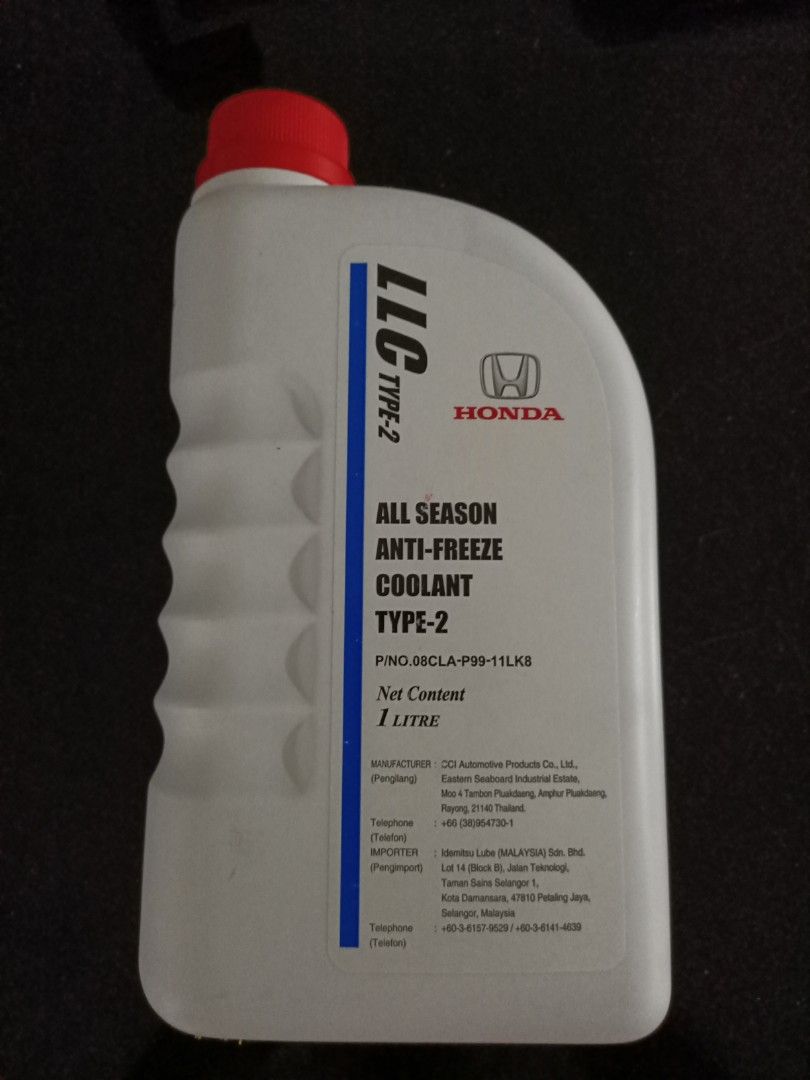 LLC TYPE-2
HONDA
ALL SEASON
ANTI-FREEZE
COOLANT
TYPE-2
P/NO.08CLA-P99-11LK8
Net Content
1 LITRE
MANUFACTURER : CCI Automotive Products Co., Ltd.,
(Pengilang) Eastern Seaboard Industrial Estate,
Moo 4 Tambon Pluakdaeng, Amphur Pluakdaeng,
Rayong, 21140 Thailand.
Telephone : +66 (38)954730-1
(Telefon)
IMPORTER : Idemitsu Lube (MALAYSIA) Sdn. Bhd.
(Pengimport) Lot 14 (Block B), Jalan Teknologi,
Taman Sains Selangor 1,
Kota Damansara, 47810 Petaling Jaya,
Selangor, Malaysia
Telephone : +60-3-6157-9529 / +60-3-6141-4639
(Telefon)